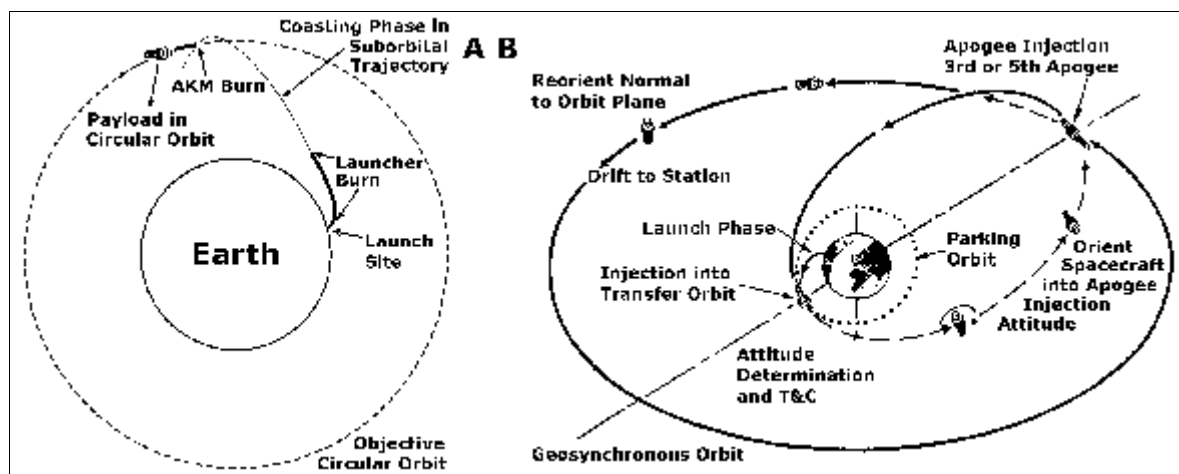 Coasting Phase in
Suborbital
Trajectory
AKM Burn
Payload in
Circular Orbit
Launcher
Burn
Earth
Launch
Site
Objective
Circular Orbit
A B
Apogee Injection
3rd or 5th Apogee
Reorient Normal
to Orbit Plane
Drift to Station
Launch Phase
Parking
Orbit
Injection into
Transfer Orbit
Orient
Spacecraft
into Apogee
Injection
Attitude
Attitude
Determination
and T&C
Geosynchronous Orbit